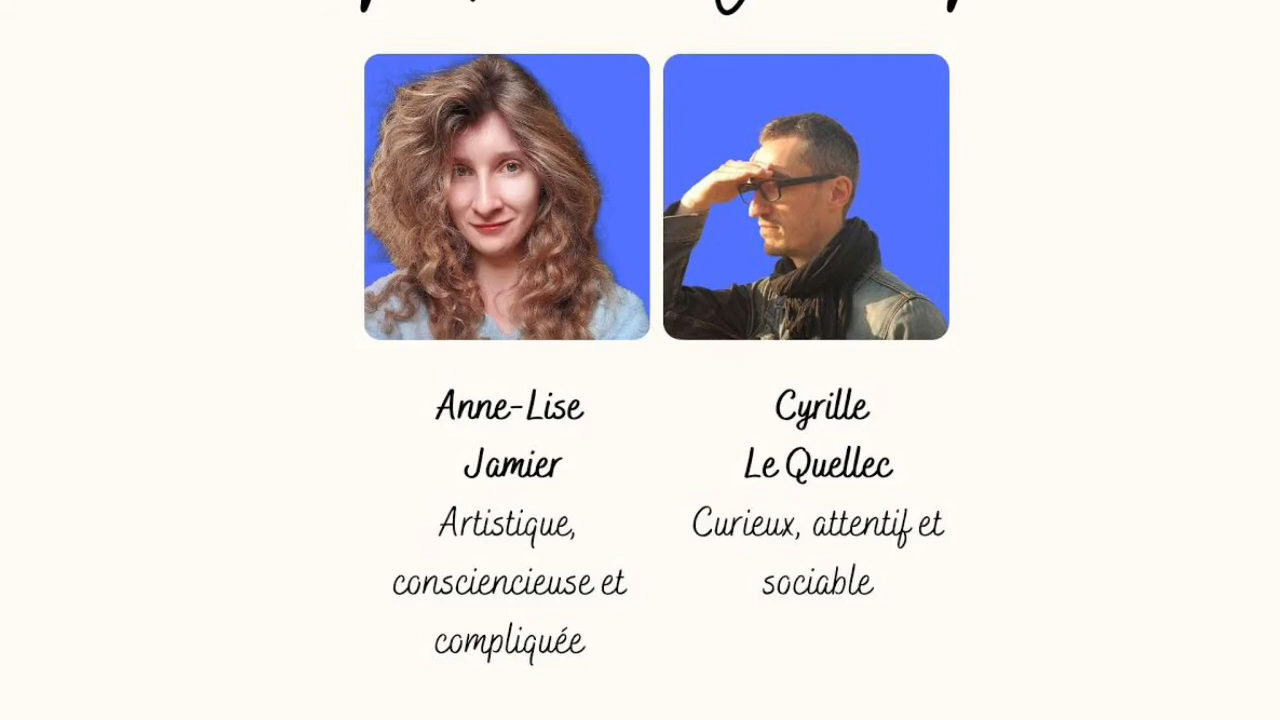 Anne-Lise
Jamier
Artistique,
consciencieuse et
compliquée
Cyrille
Le Quellec
Curieux, attentif et
sociable